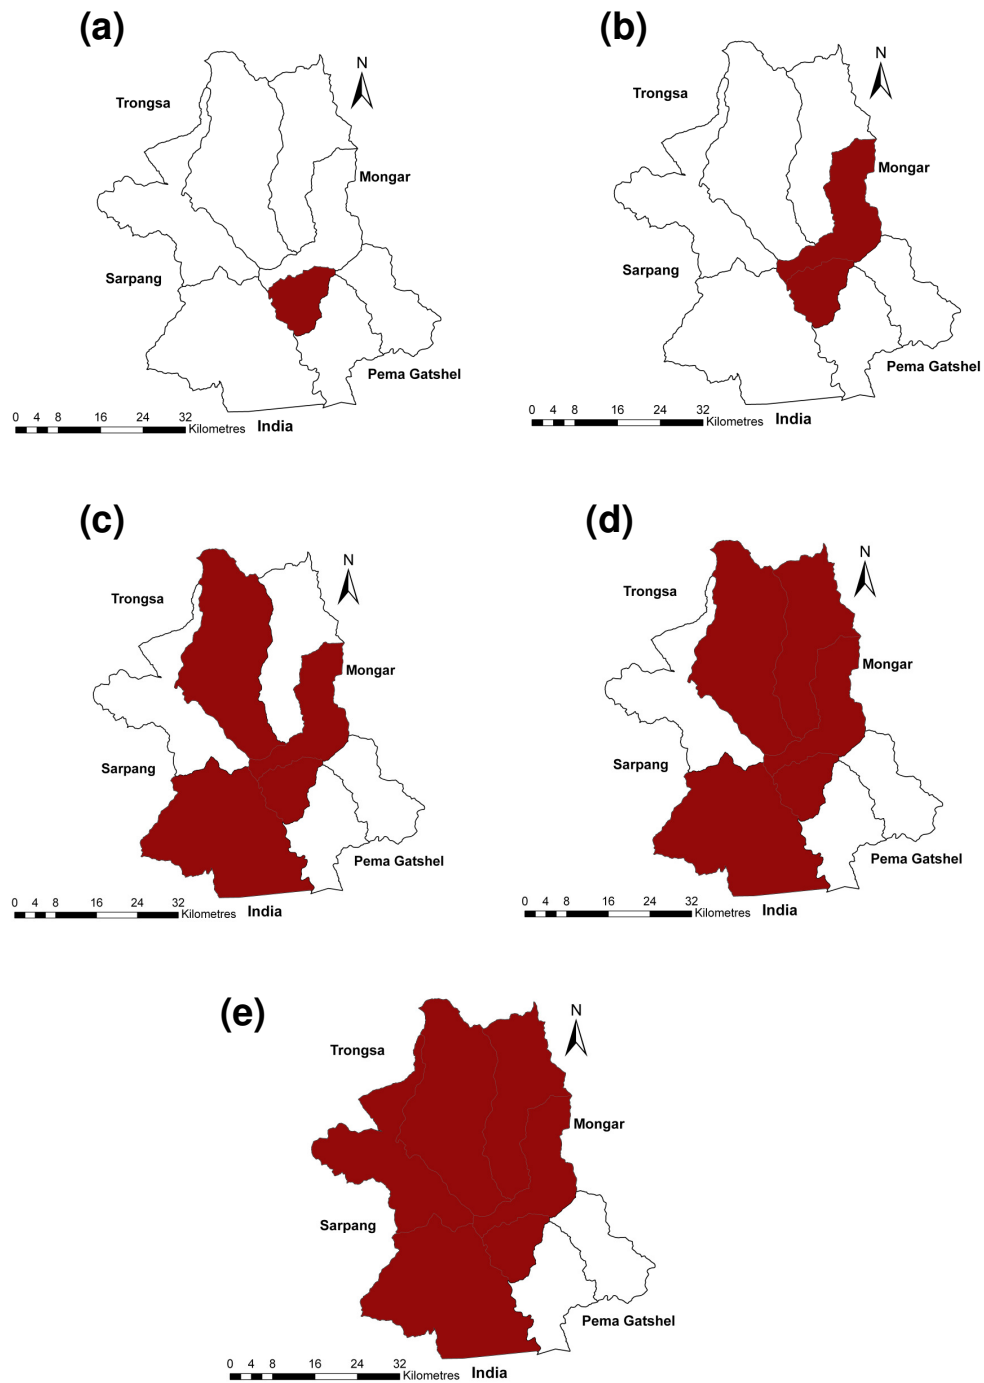 (a)
N
Trongsa
Mongar
Sarpang
Pema Gatshel
0 4 8 16 24 32
Kilometres
India
(b)
N
Trongsa
Mongar
Sarpang
Pema Gatshel
0 4 8 16 24 32
Kilometres
India
(c)
N
Trongsa
Mongar
Sarpang
Pema Gatshel
0 4 8 16 24 32
Kilometres
India
(d)
N
Trongsa
Mongar
Sarpang
Pema Gatshel
0 4 8 16 24 32
Kilometres
India
(e)
N
Trongsa
Mongar
Sarpang
Pema Gatshel
0 4 8 16 24 32
Kilometres
India